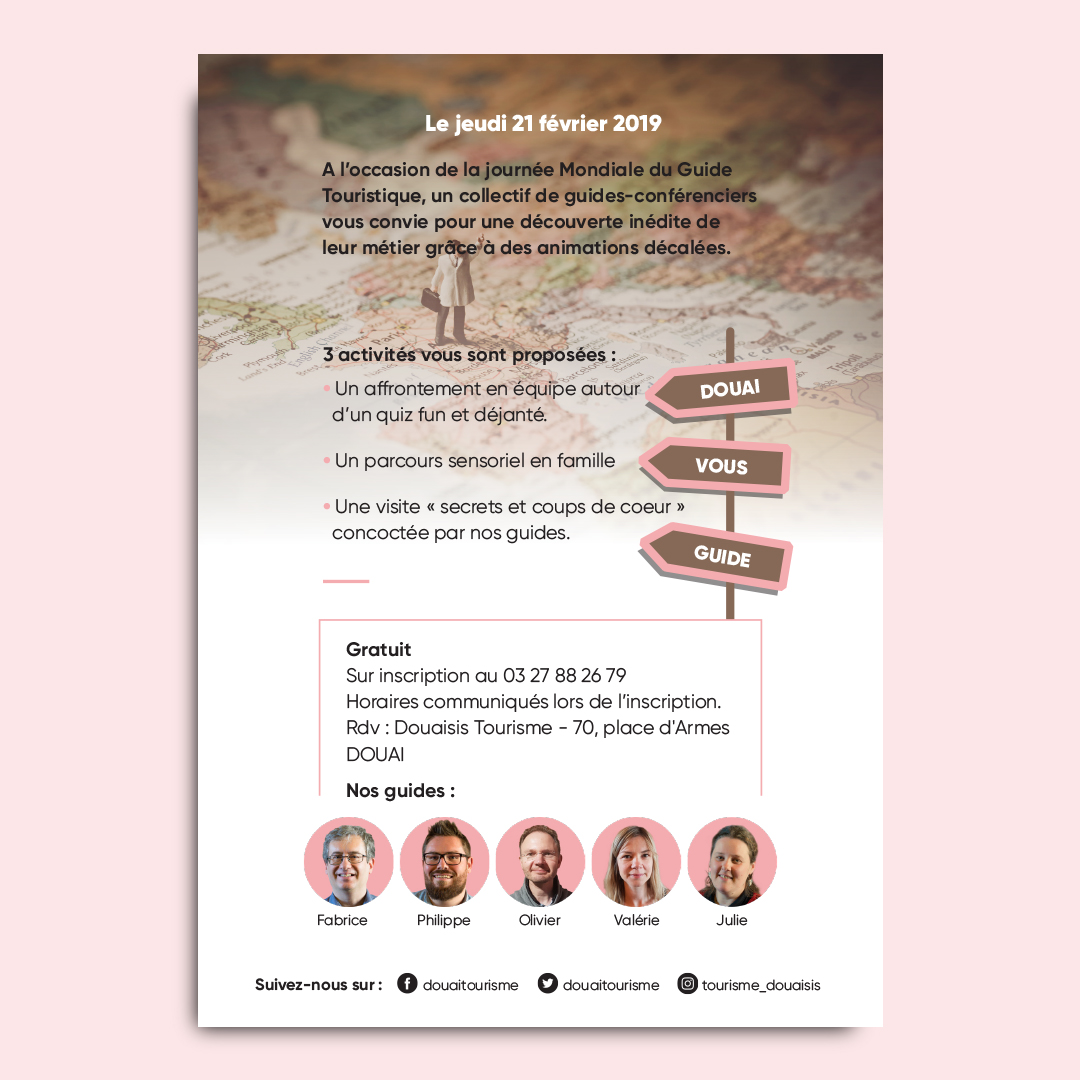 Le jeudi 21 février 2019
A l’occasion de la journée Mondiale du Guide
Touristique, un collectif de guides-conférenciers
vous convie pour une découverte inédite de
leur métier grâce à des animations décalées.
3 activités vous sont proposées :
• Un affrontement en équipe autour
d’un quiz fun et déjanté.
• Un parcours sensoriel en famille
• Une visite « secrets et coups de coeur »
concoctée par nos guides.
DOUAI
VOUS
GUIDE
Gratuit
Sur inscription au 03 27 88 26 79
Horaires communiqués lors de l’inscription.
Rdv : Douaisis Tourisme - 70, place d'Armes
DOUAI
Nos guides :
Fabrice Philippe Olivier Valérie Julie
Suivez-nous sur : douaitourisme douaitourisme tourisme_douaisis